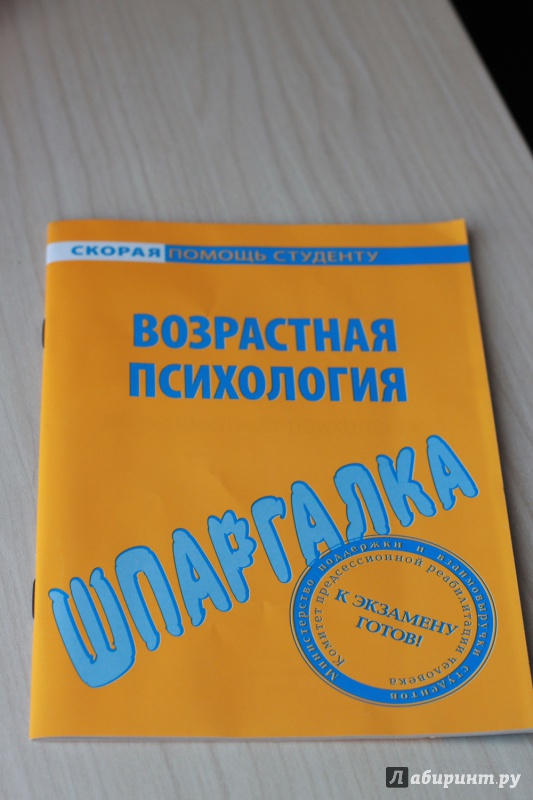 СКОРАЯ ПОМОЩЬ СТУДЕНТУ
ВОЗРАСТНАЯ
ПСИХОЛОГИЯ
ШПАРГАЛКА
Министерство поддержки и взаимовыручки студентов
Комитет предсессионной реабилитации человека
К ЭКЗАМЕНУ
ГОТОВ!
Лабиринт.ру